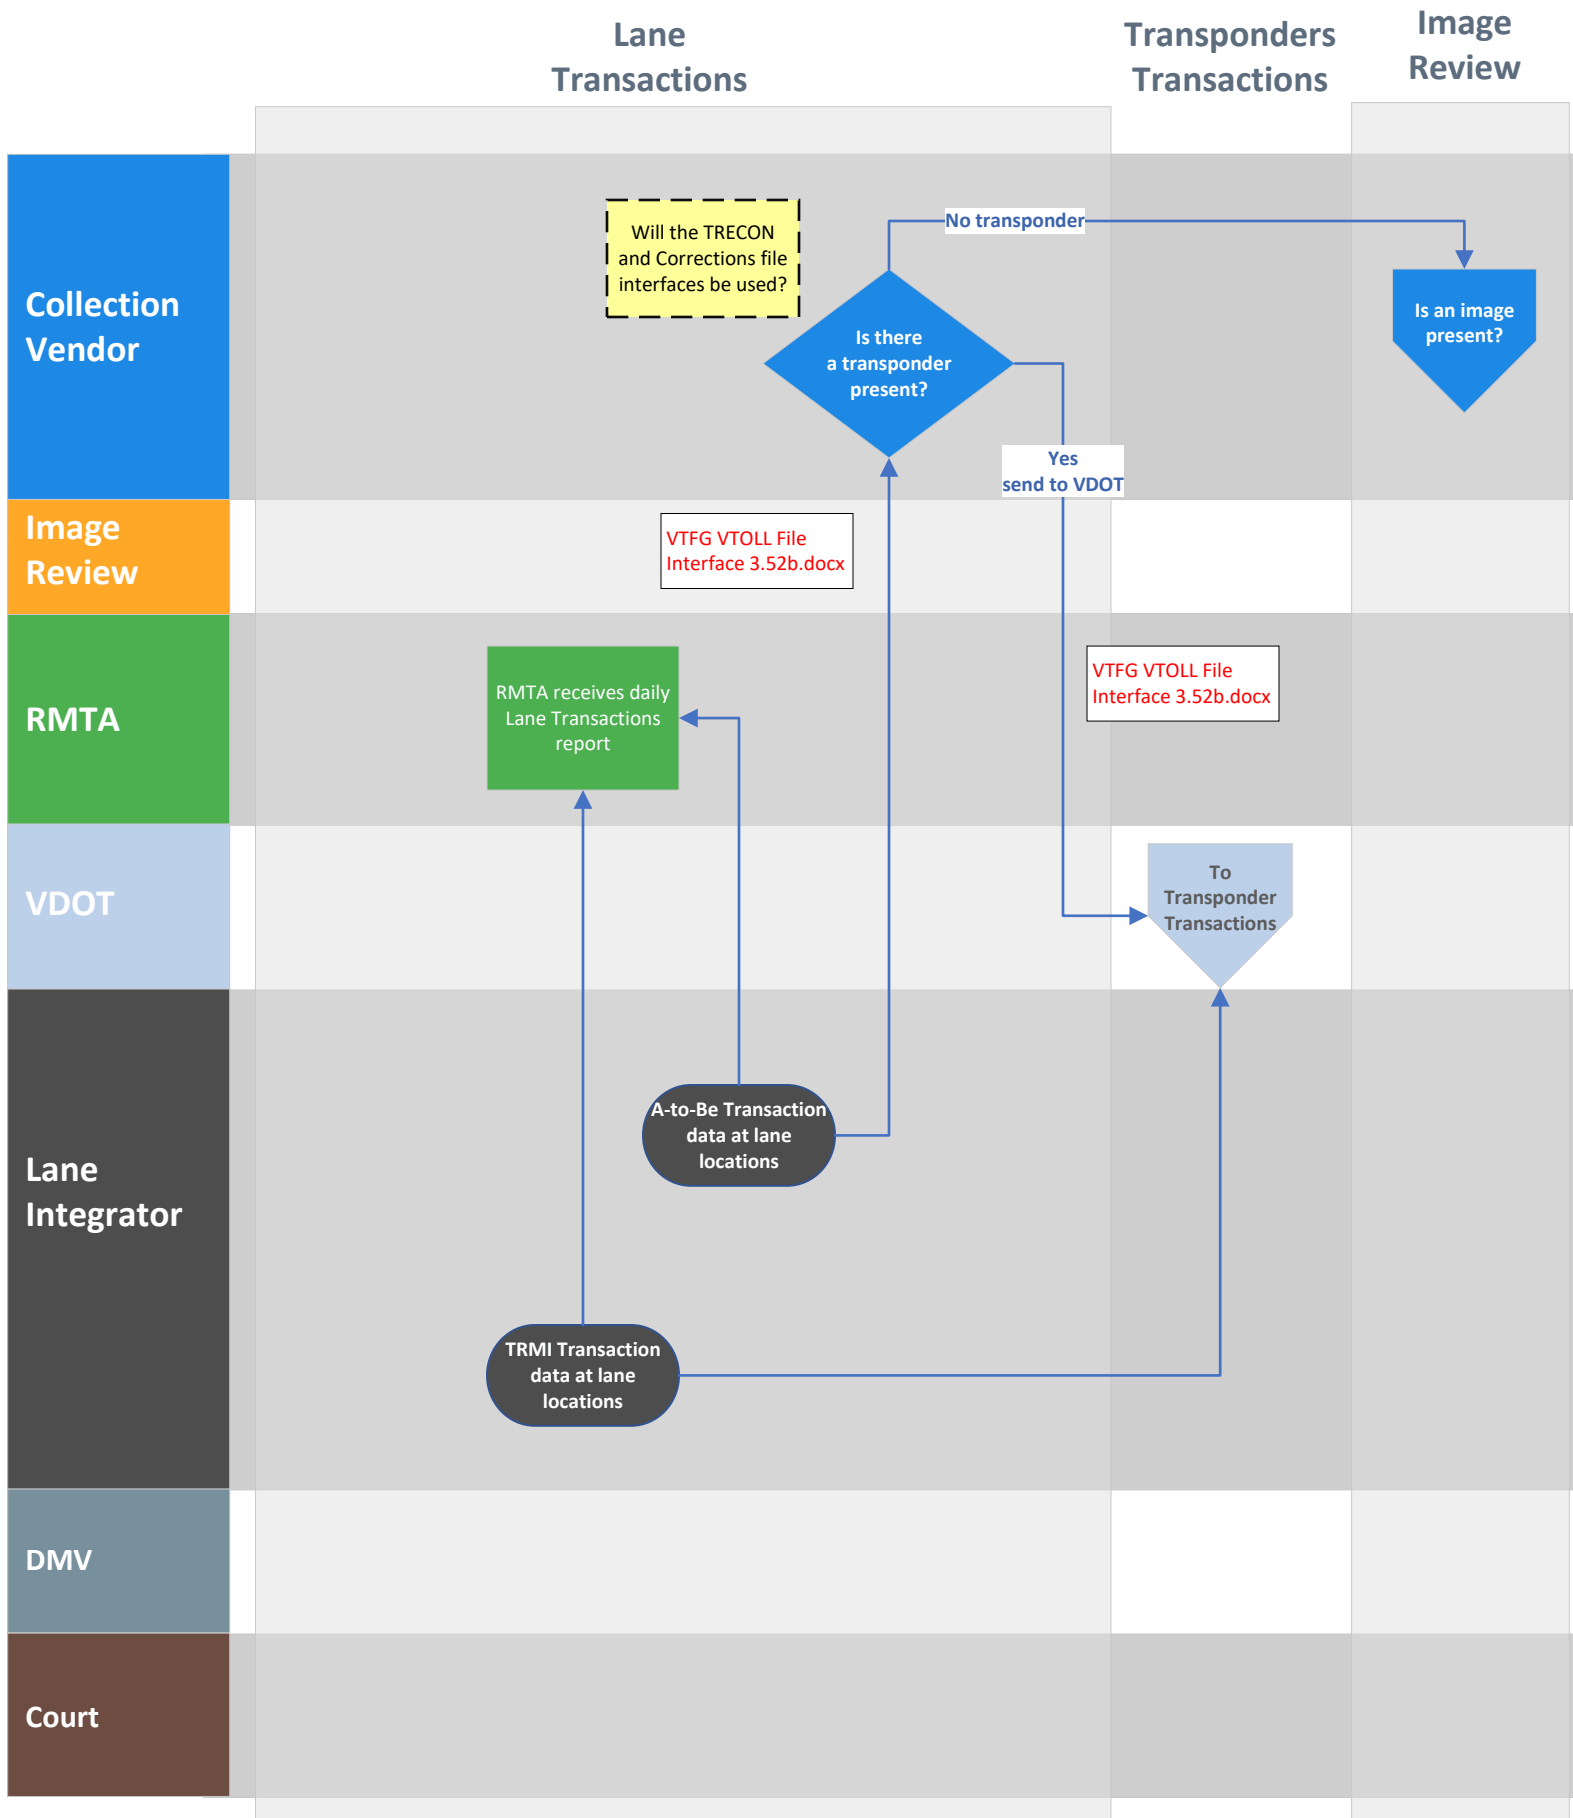 Lane
Transactions
Transponders
Transactions
Image
Review
Collection
Vendor
Will the TRECON
and Corrections file
interfaces be used?
No transponder
Is there
a transponder
present?
Is an image
present?
Yes
send to VDOT
Image
Review
VTFG VTOLL File
Interface 3.52b.docx
RMTA
RMTA receives daily
Lane Transactions
report
VTFG VTOLL File
Interface 3.52b.docx
VDOT
To
Transponder
Transactions
Lane
Integrator
A-to-Be Transaction
data at lane
locations
TRMI Transaction
data at lane
locations
DMV
Court